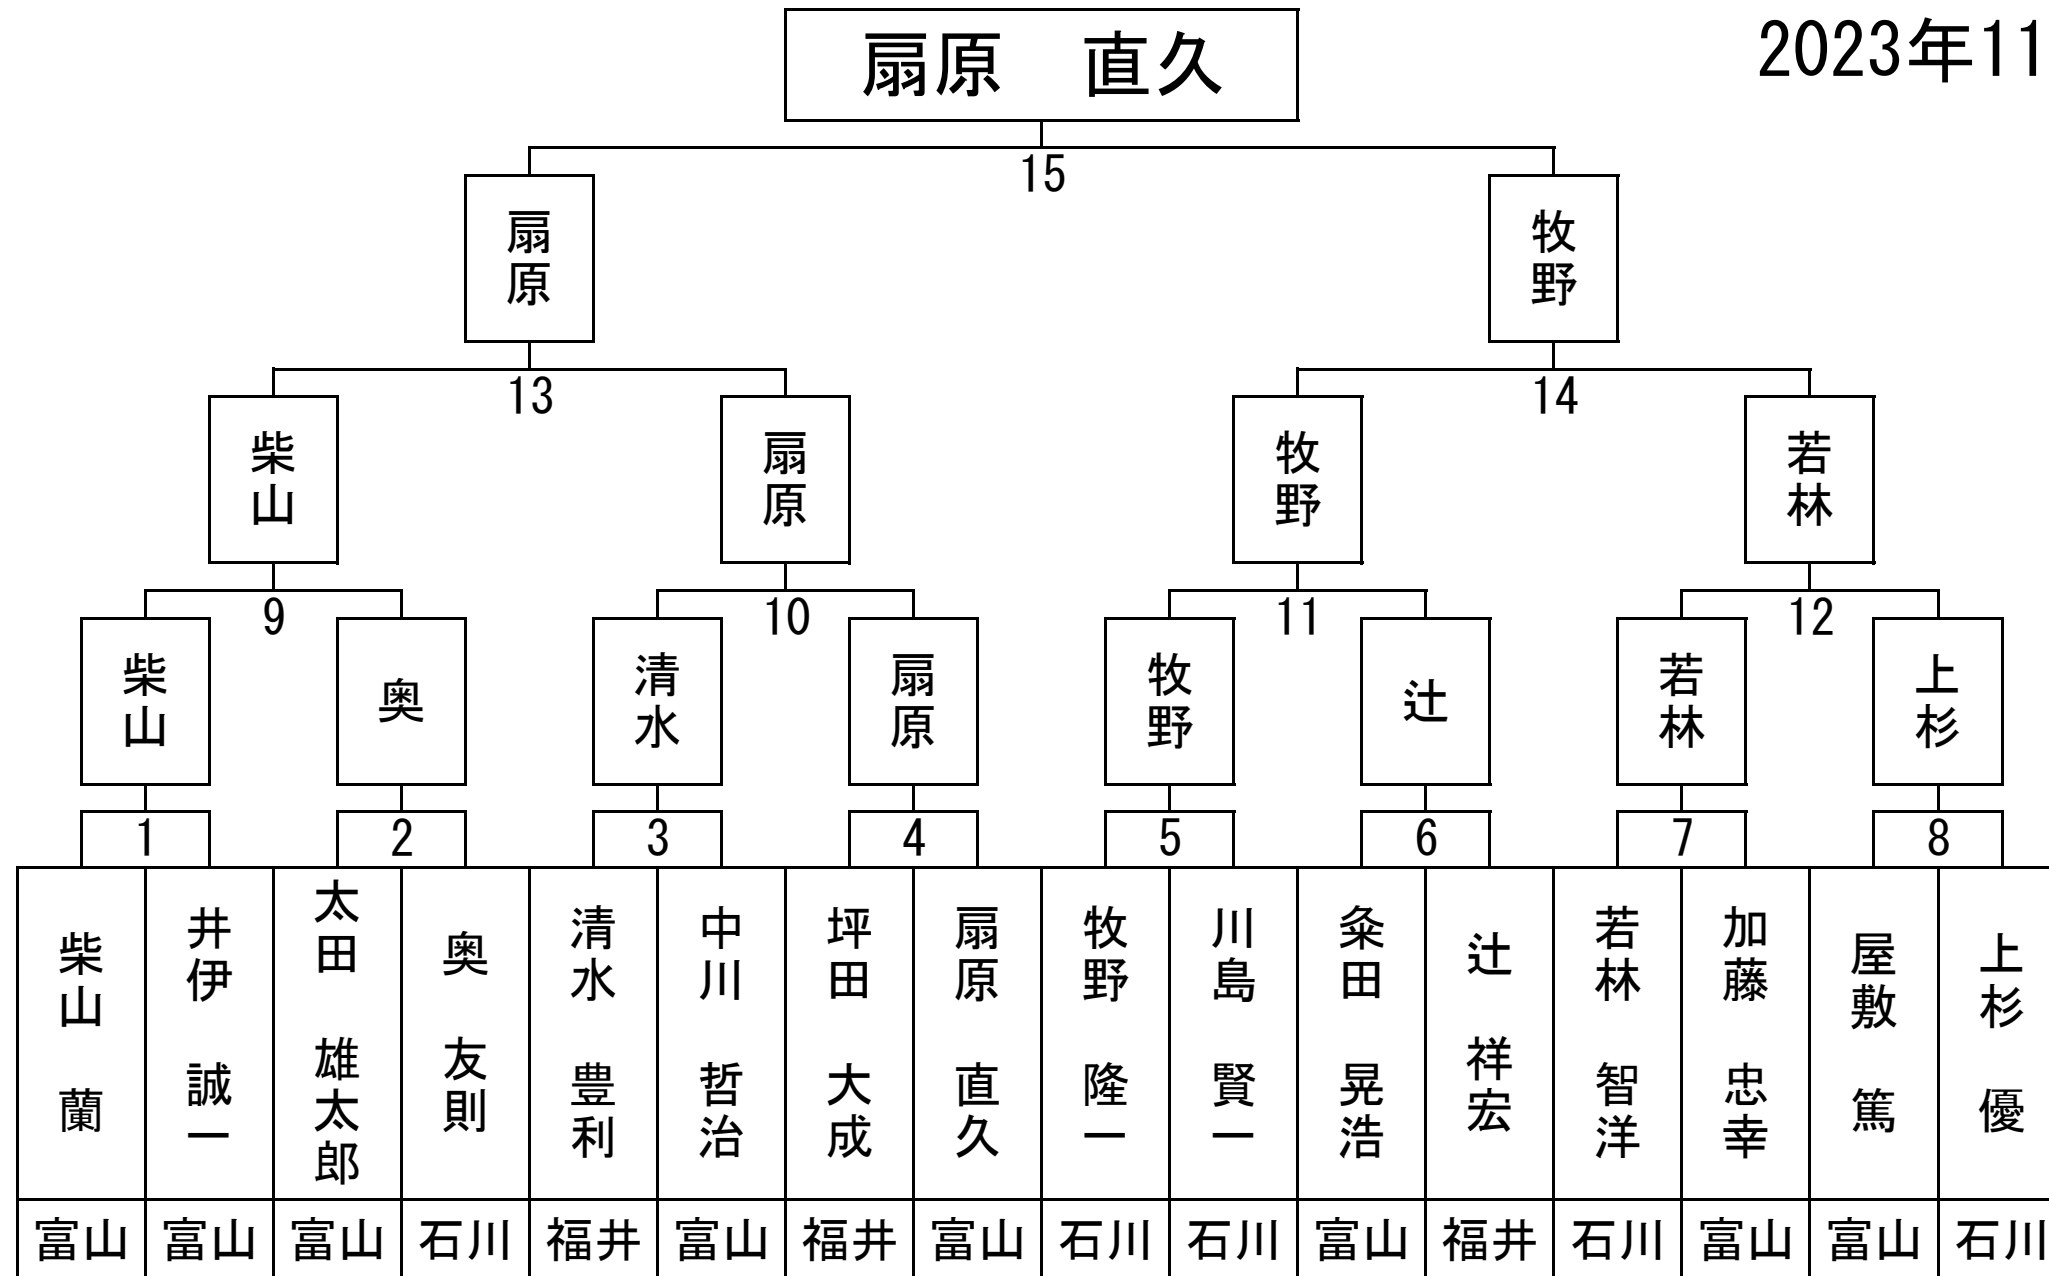 扇原　直久
2023年11
15
扇原
牧野
13
14
柴山
扇原
牧野
若林
9
10
11
12
柴山
奥
清水
扇原
牧野
辻
若林
上杉
1
2
3
4
5
6
7
8
柴山　蘭
井伊　誠一
太田　雄太郎
奥　友則
清水　豊利
中川　哲治
坪田　大成
扇原　直久
牧野　隆一
川島　賢一
粂田　晃浩
辻　祥宏
若林　智洋
加藤　忠幸
屋敷　篤
上杉　優
富山
富山
富山
石川
福井
富山
福井
富山
石川
石川
富山
福井
石川
富山
富山
石川